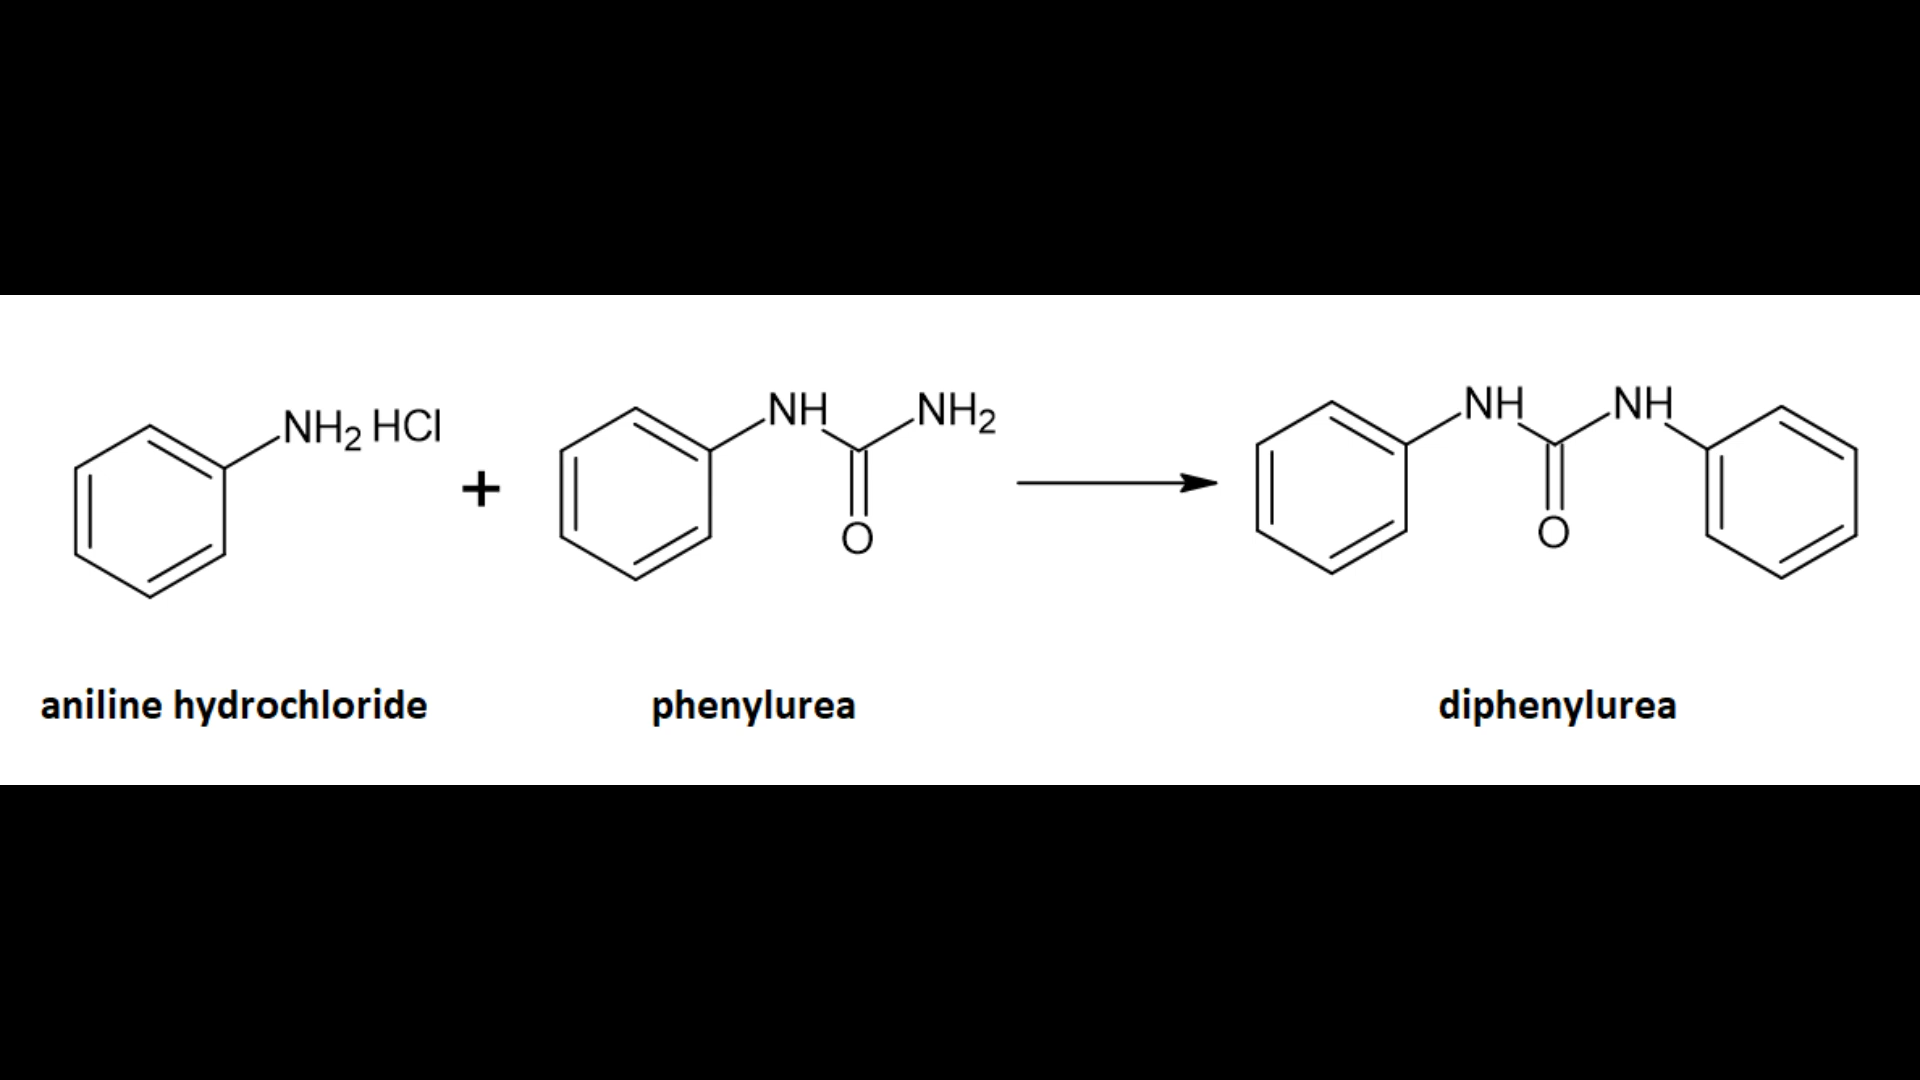 NH2 HCl
+
NH
NH2
O
NH
NH
O
aniline hydrochloride
phenylurea
diphenylurea